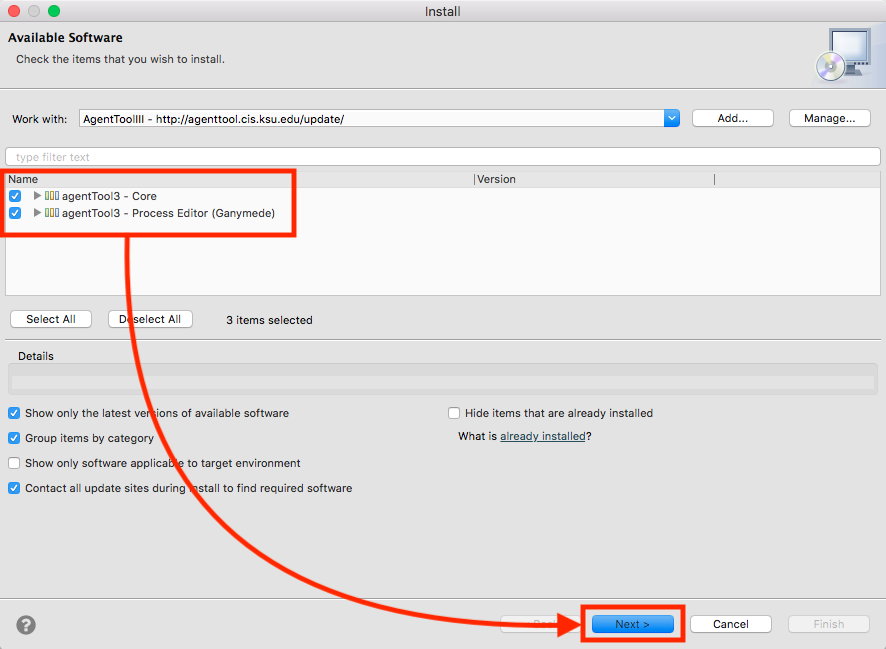 Install
Available Software
Check the items that you wish to install.
Work with: AgentToolIII - http://agenttool.cis.ksu.edu/update/ Add... Manage...
type filter text
Name Version
agentTool3 - Core
agentTool3 - Process Editor (Ganymede)
Select All Deselect All 3 items selected
Details
Show only the latest versions of available software Hide items that are already installed
Group items by category What is already installed?
Show only software applicable to target environment
Contact all update sites during install to find required software
? Next > Cancel Finish